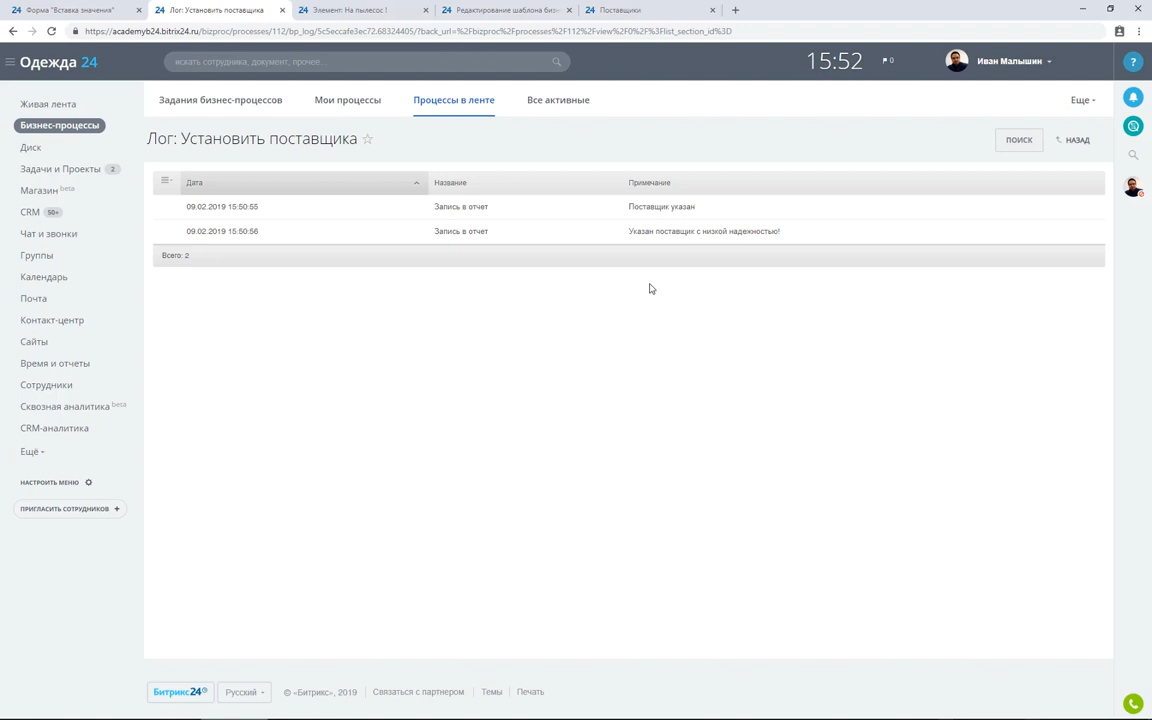 24 Форма "Вставка значения"
24 Лог: Установить поставщика
24 Элемент: На пылесос !
24 Редактирование шаблона биз
24 Поставщики
https://academyb24.bitrix24.ru/bizproc/processes/112/bp_log/5c5eccafe3ec72.68324405/?back_url=%2Fbizproc%2Fprocesses%2F112%2Fview%2F0%2F%3Flist_section_id%3D
Одежда 24
искать сотрудника, документ, прочее...
15:52
0
Иван Малышин
?
Задания бизнес-процессов
Мои процессы
Процессы в ленте
Все активные
Еще
Живая лента
Бизнес-процессы
Диск
Задачи и Проекты 2
Магазин beta
CRM 50+
Чат и звонки
Группы
Календарь
Почта
Контакт-центр
Сайты
Время и отчеты
Сотрудники
Сквозная аналитика beta
CRM-аналитика
Ещё
НАСТРОИТЬ МЕНЮ
ПРИГЛАСИТЬ СОТРУДНИКОВ +
Лог: Установить поставщика
ПОИСК
НАЗАД
Дата Название Примечание
09.02.2019 15:50:55 Запись в отчет Поставщик указан
09.02.2019 15:50:56 Запись в отчет Указан поставщик с низкой надежностью!
Всего: 2
Битрикс24
Русский
© «Битрикс», 2019
Связаться с партнером
Темы
Печать